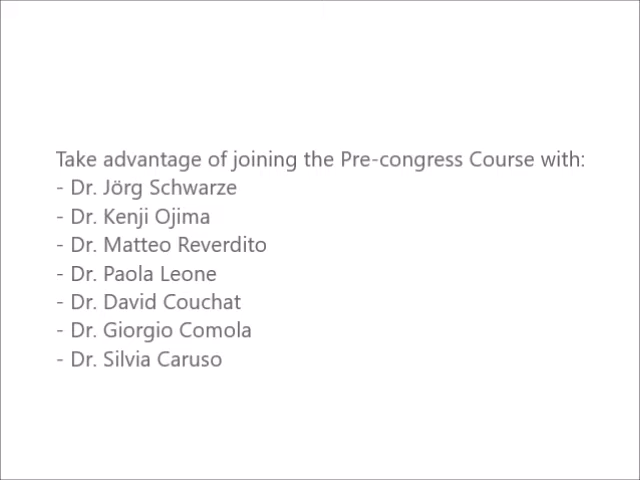 Take advantage of joining the Pre-congress Course with:
- Dr. Jörg Schwarze
- Dr. Kenji Ojima
- Dr. Matteo Reverdito
- Dr. Paola Leone
- Dr. David Couchat
- Dr. Giorgio Comola
- Dr. Silvia Caruso